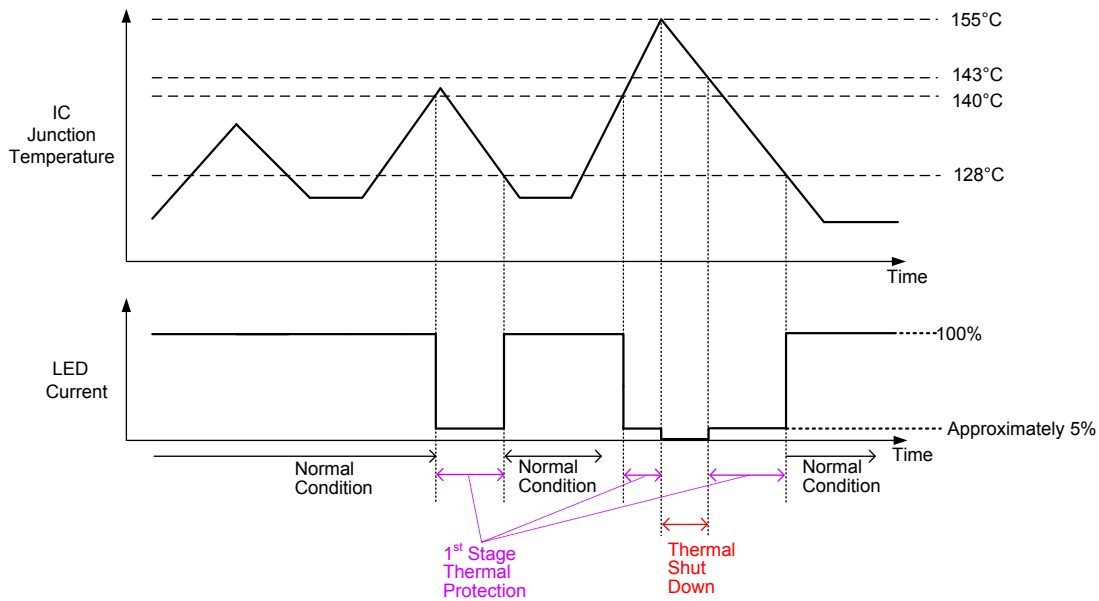 155°C
143°C
140°C
128°C
IC
Junction
Temperature
Time
LED
Current
100%
Approximately 5%
Time
Normal
Condition
Normal
Condition
Normal
Condition
1st Stage
Thermal
Protection
Thermal
Shut
Down